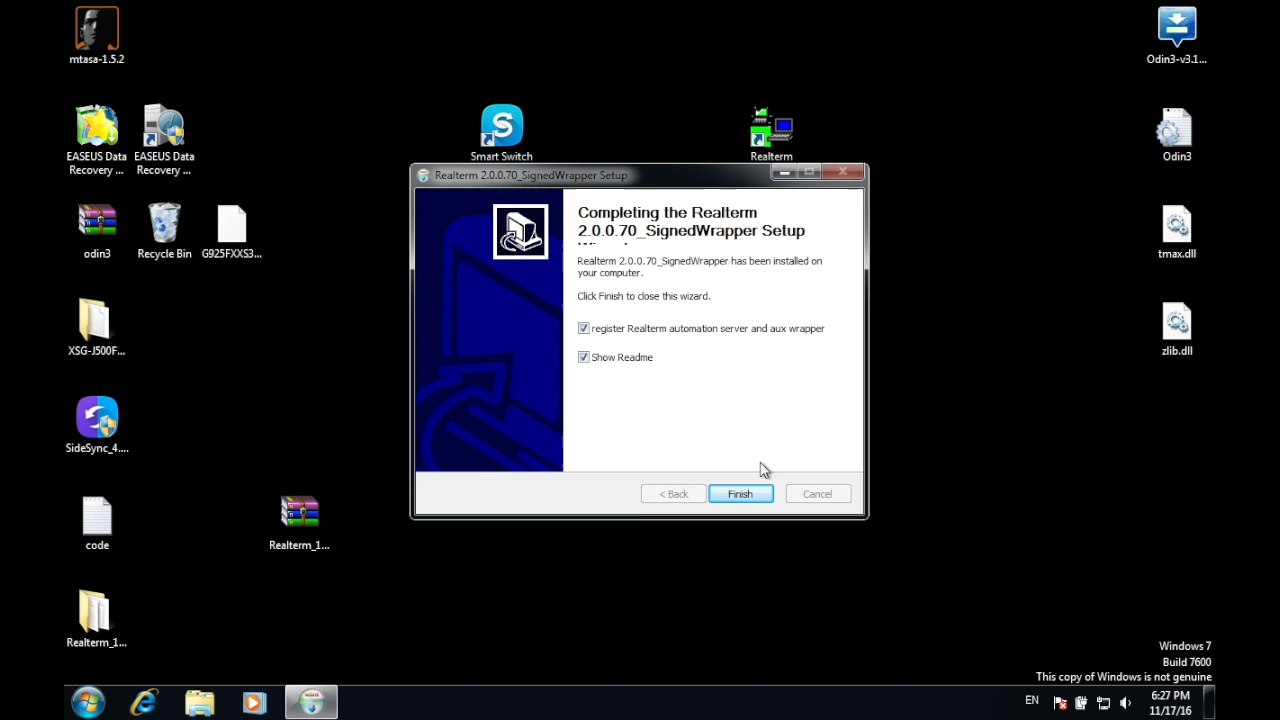 mtasa-1.5.2
Odin3-v3.1...
EASEUS Data
Recovery ...
EASEUS Data
Recovery ...
Smart Switch
Realterm
Odin3
Realterm 2.0.0.70_SignedWrapper Setup
Completing the Realterm
2.0.0.70_SignedWrapper Setup
Realterm 2.0.0.70_SignedWrapper has been installed on
your computer.
Click Finish to close this wizard.
register Realterm automation server and aux wrapper
Show Readme
< Back
Finish
Cancel
odin3
Recycle Bin
G925FXXS3...
tmax.dll
XSG-J500F...
zlib.dll
SideSync_4....
code
Realterm_1...
Realterm_1...
Windows 7
Build 7600
This copy of Windows is not genuine
EN
6:27 PM
11/17/16